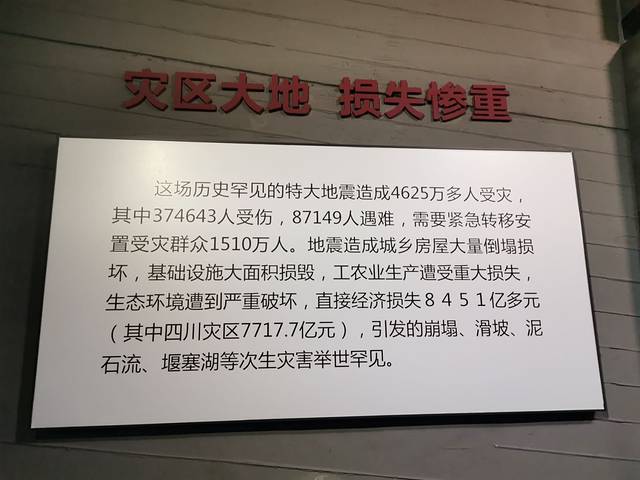 灾区大地 损失惨重
这场历史罕见的特大地震造成4625万多人受灾，
其中374643人受伤，87149人遇难，需要紧急转移安
置受灾群众1510万人。地震造成城乡房屋大量倒塌损
坏，基础设施大面积损毁，工农业生产遭受重大损失，
生态环境遭到严重破坏，直接经济损失８４５１亿多元
（其中四川灾区7717.7亿元），引发的崩塌、滑坡、泥
石流、堰塞湖等次生灾害举世罕见。